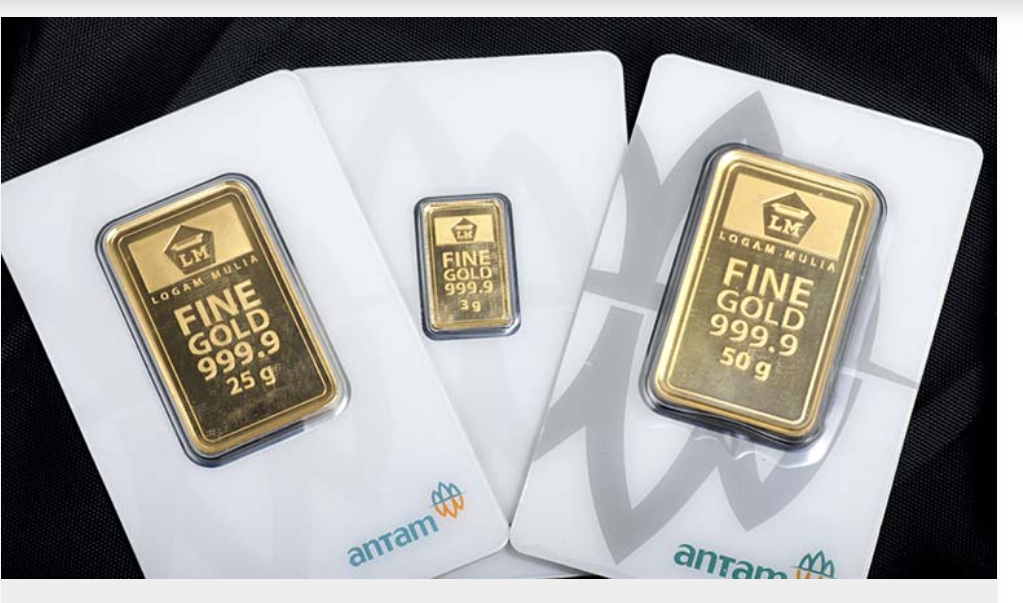 LM
LOGAM MULIA
FINE
GOLD
999.9
25 g
antam
LM
FINE
GOLD
999.9
3 g
LM
LOGAM MULIA
FINE
GOLD
999.9
50 g
antam